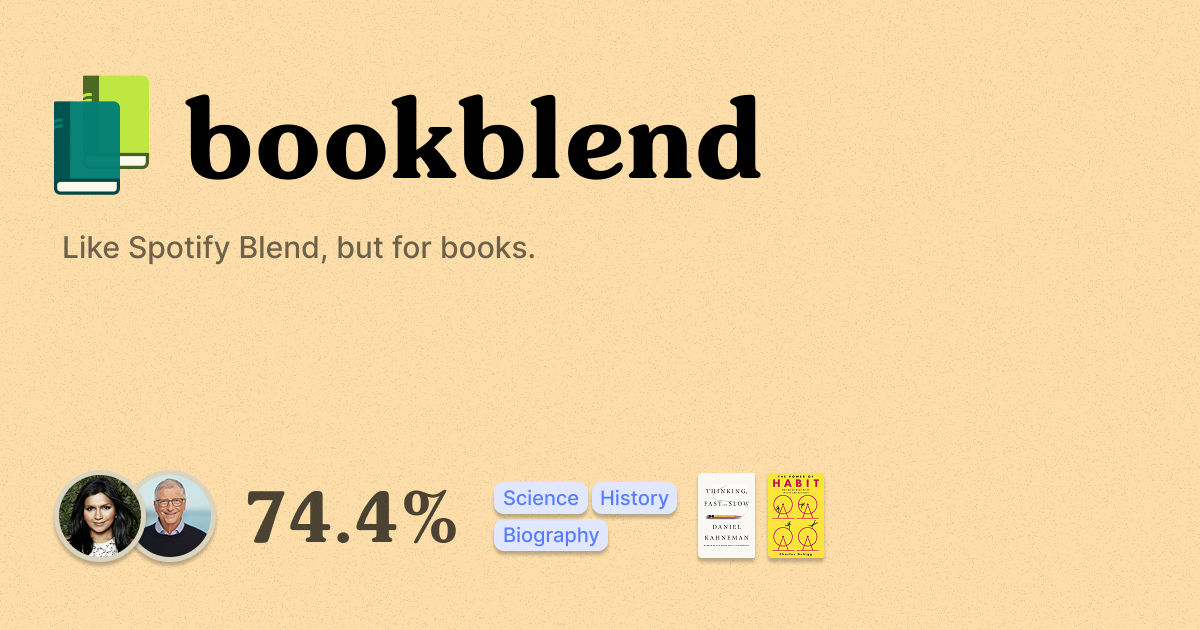 bookblend
Like Spotify Blend, but for books.
74.4%
Science
History
Biography
THINKING,
FAST AND SLOW
DANIEL
KAHNEMAN
THE POWER OF
HABIT
Charles Duhigg